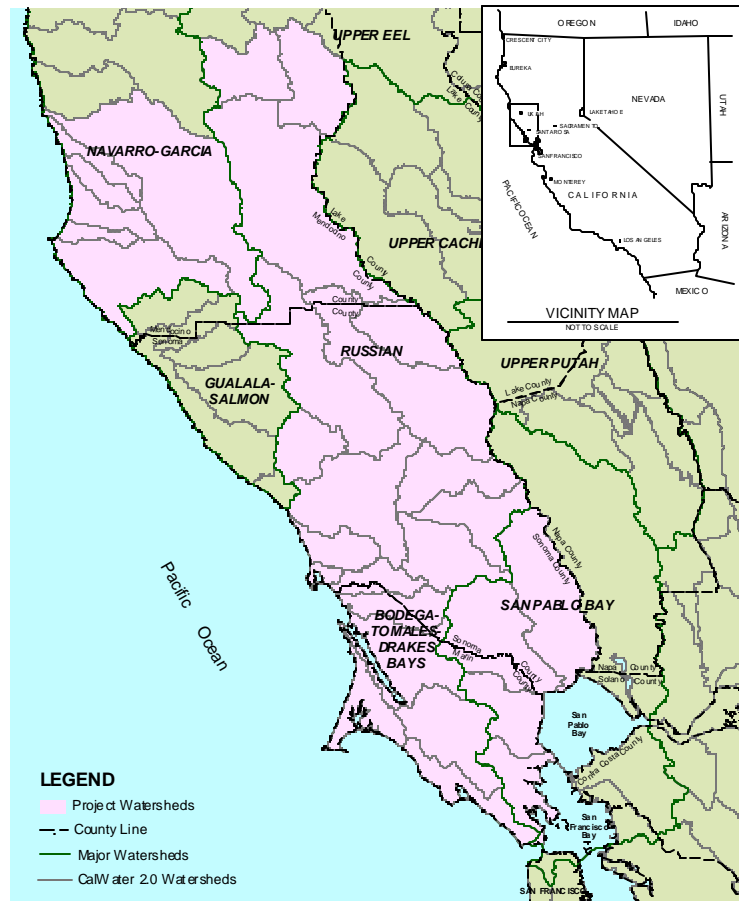 UPPER EEL
NAVARRO-GARCIA
Lake
Mendocino
County
County
UPPER CACHE
County
County
Mendocino
Sonoma
RUSSIAN
GUALALA-
SALMON
UPPER PUTAH
Lake County
Napa County
Napa County
Sonoma County
SAN PABLO BAY
BODEGA-
TOMALES-
DRAKES
BAYS
Sonoma
Marin
County
County
Napa County
Solano County
San
Pablo
Bay
Contra Costa County
San
Francisco
Bay
SAN FRANCISCO
Pacific
Ocean
OREGON
IDAHO
CRESCENT CITY
EUREKA
NEVADA
UTAH
UKIAH
LAKE TAHOE
SACRAMENTO
SANTA ROSA
SAN FRANCISCO
MONTEREY
CALIFORNIA
PACIFIC OCEAN
LOS ANGELES
ARIZONA
MEXICO
VICINITY MAP
NOT TO SCALE
LEGEND
Project Watersheds
County Line
Major Watersheds
CalWater 2.0 Watersheds